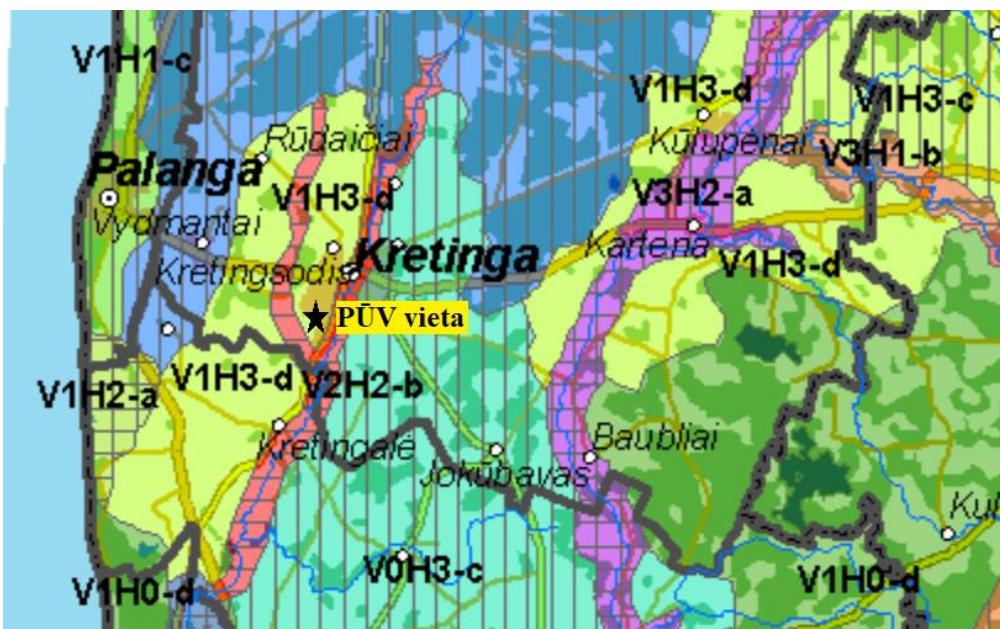 V1H1-c
V1H3-d
V1H3-c
Rūdaičiai
Kūlupėnai
V3H1-b
Palanga
V1H3-d
V3H2-a
Vydmantai
Kartena
Kretinga
Kretingsodis
V1H3-d
PŪV vieta
V1H3-d
V2H2-b
V1H2-a
Kretingalė
Baubliai
Jokūbavas
V0H3-c
V1H0-d
V1H0-d